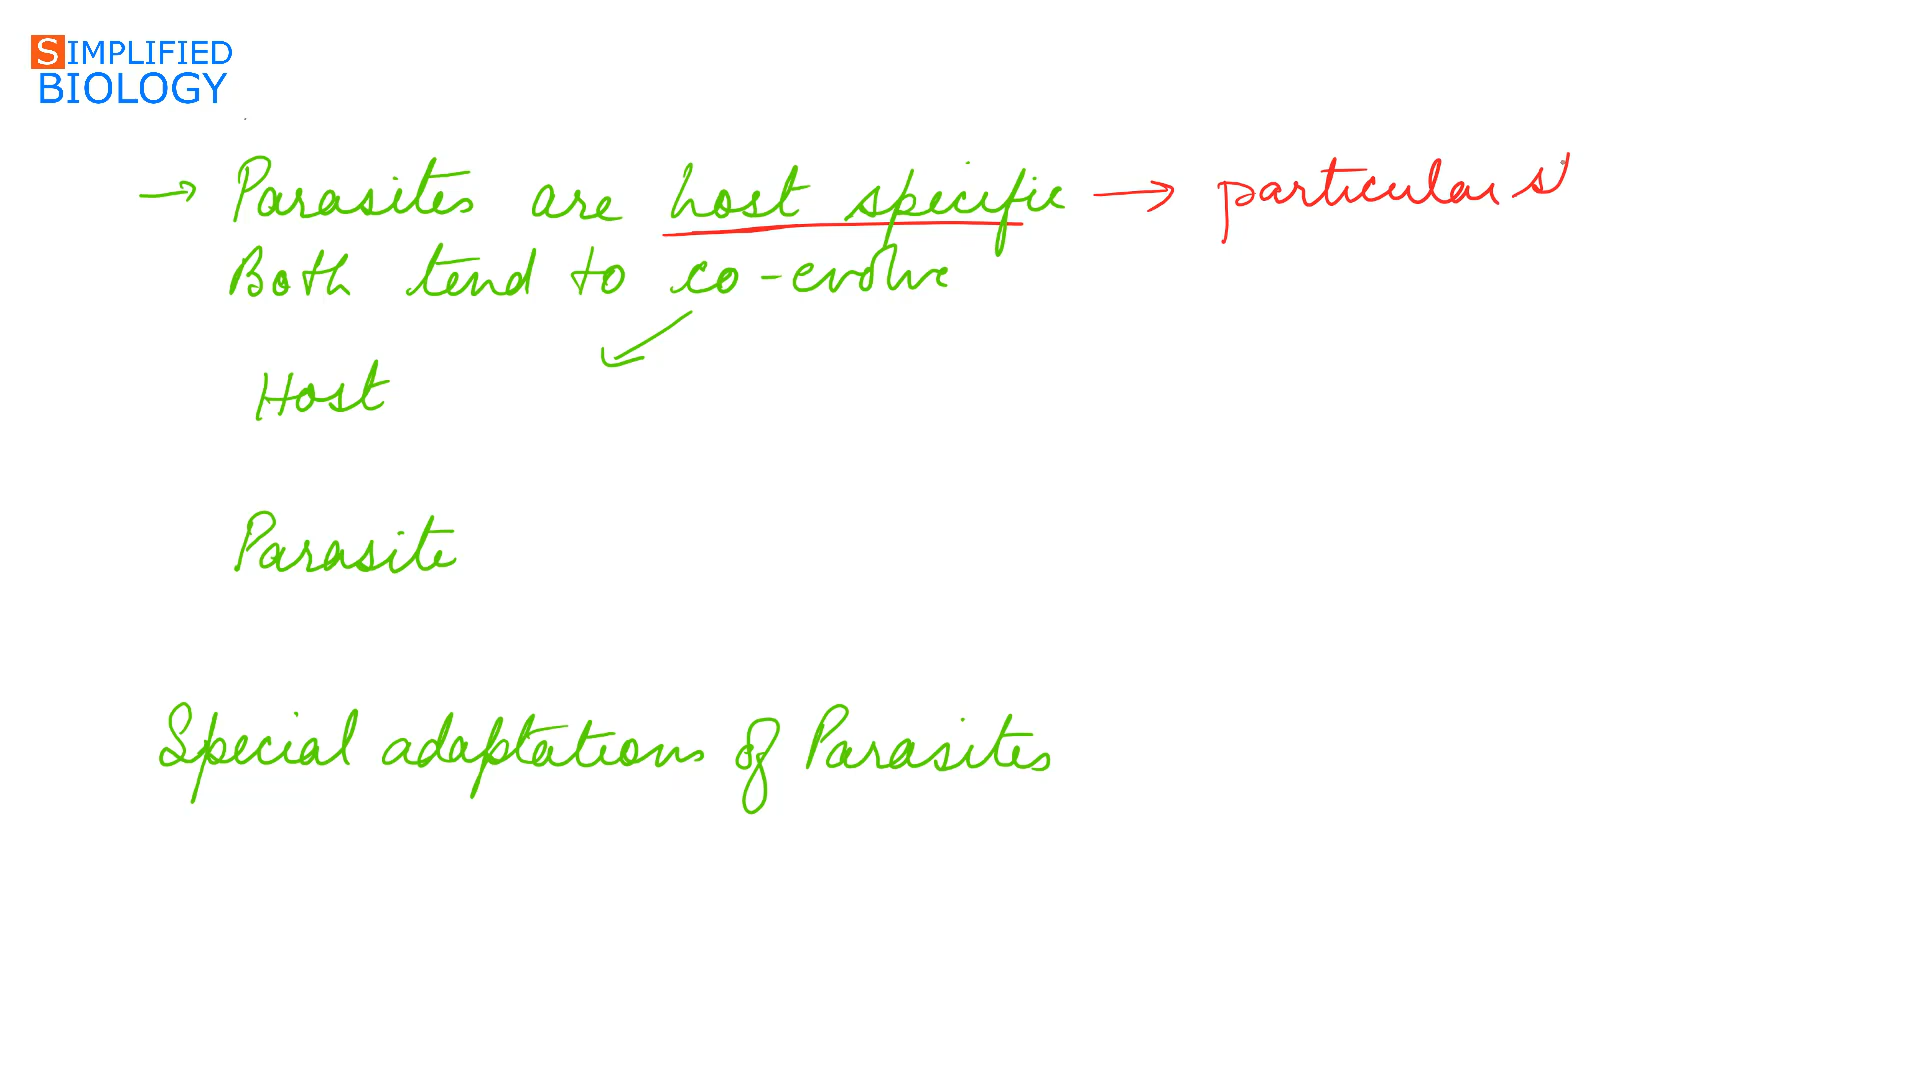 SIMPLIFIED
BIOLOGY
→ Parasites are host specific → particular
Both tend to co-evolve
Host
Parasite
Special adaptations of Parasites